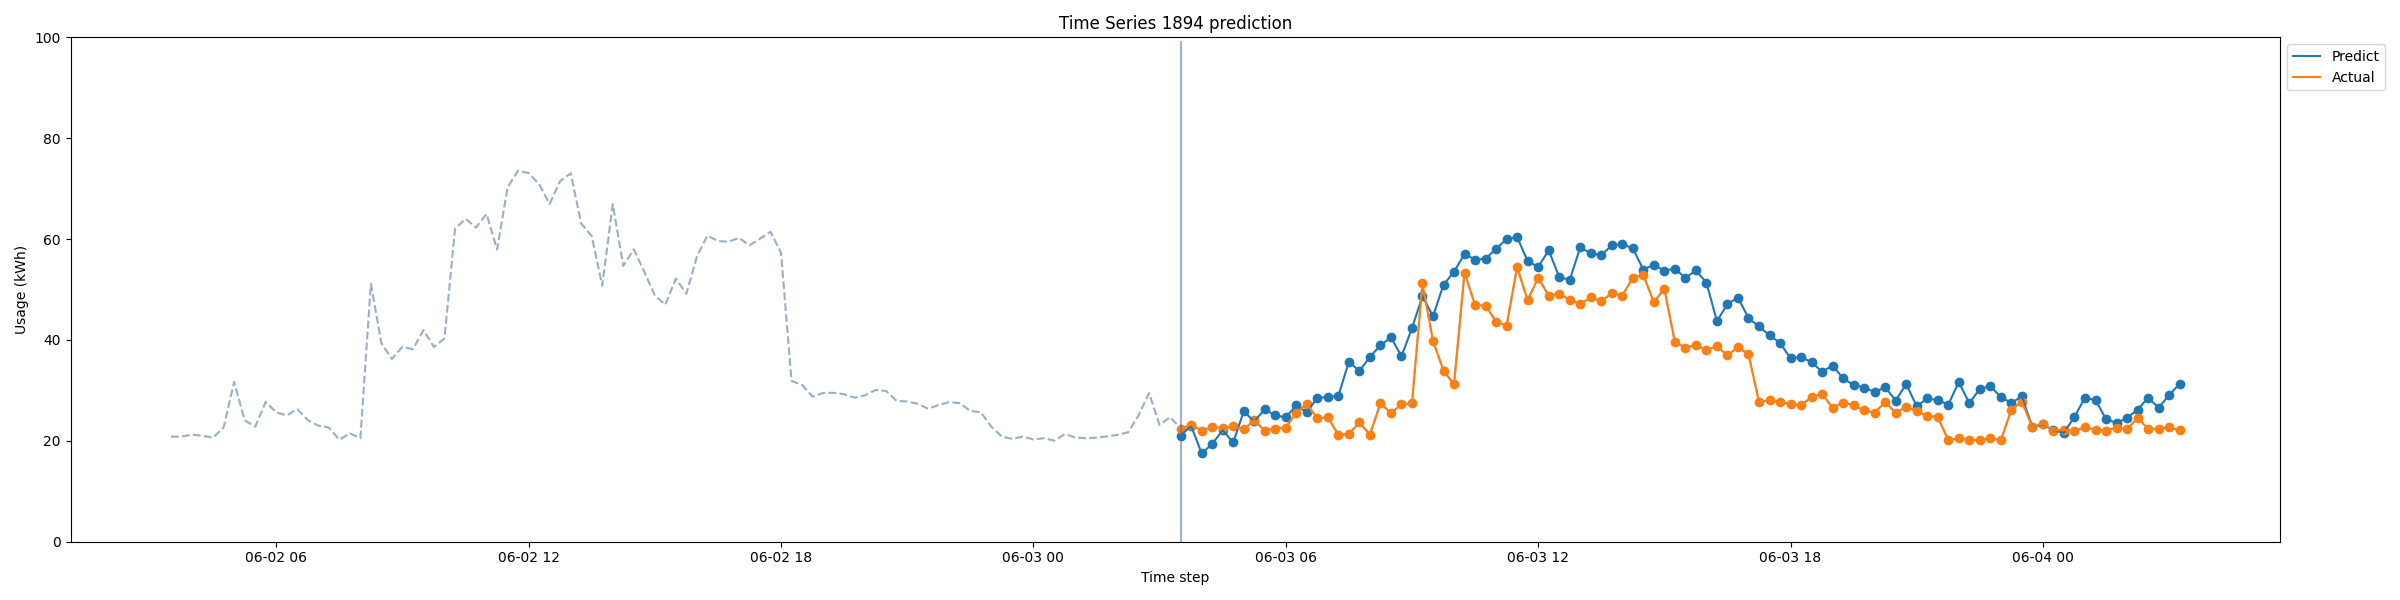 Time Series 1894 prediction
Predict
Actual
Usage (kWh)
100
80
60
40
20
0
06-02 06
06-02 12
06-02 18
06-03 00
06-03 06
06-03 12
06-03 18
06-04 00
Time step